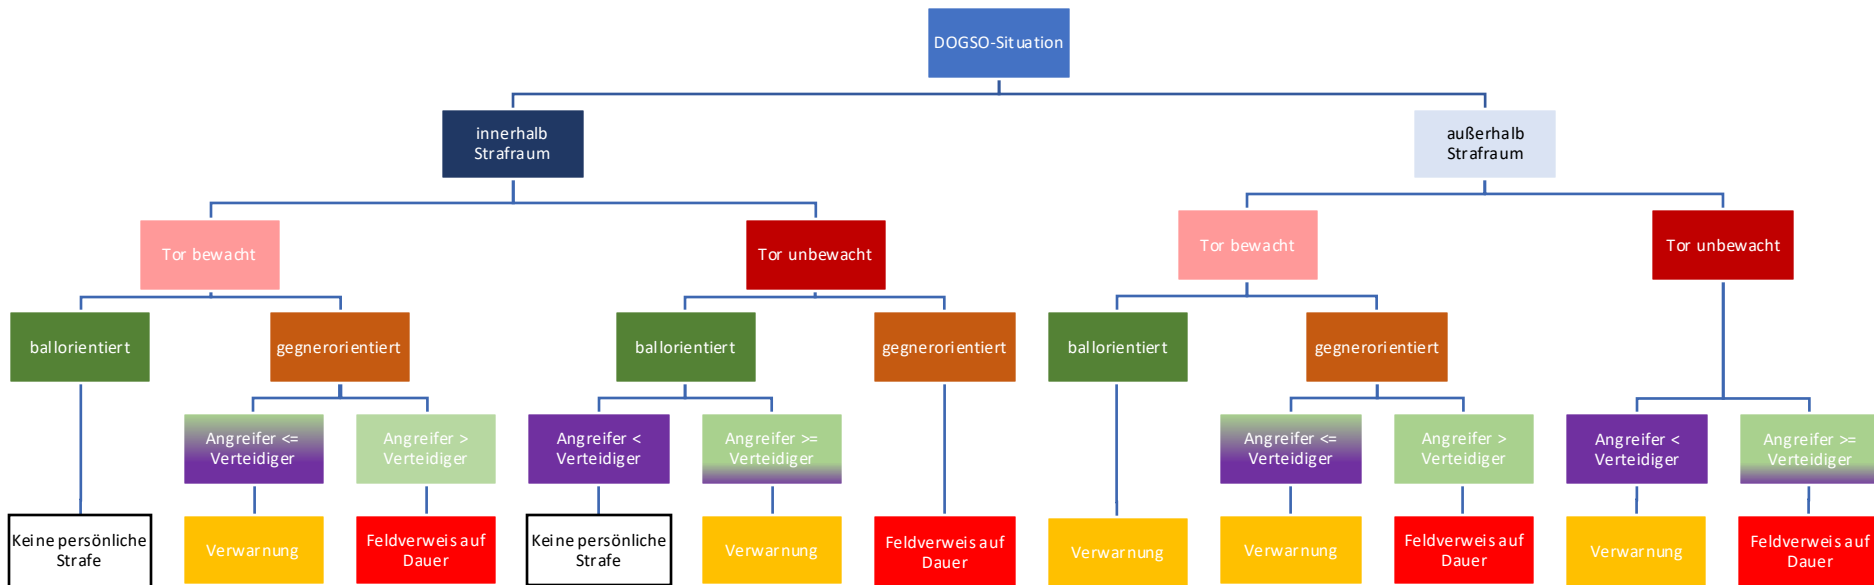 DOGSO-Situation
innerhalb
Strafraum
außerhalb
Strafraum
Tor bewacht
Tor unbewacht
Tor bewacht
Tor unbewacht
ballorientiert
gegnerorientiert
ballorientiert
gegnerorientiert
ballorientiert
gegnerorientiert
Angreifer <=
Verteidiger
Angreifer >
Verteidiger
Angreifer <
Verteidiger
Angreifer >=
Verteidiger
Angreifer <=
Verteidiger
Angreifer >
Verteidiger
Angreifer <
Verteidiger
Angreifer >=
Verteidiger
Keine persönliche
Strafe
Verwarnung
Feldverweis auf
Dauer
Keine persönliche
Strafe
Verwarnung
Feldverweis auf
Dauer
Verwarnung
Verwarnung
Feldverweis auf
Dauer
Verwarnung
Feldverweis auf
Dauer